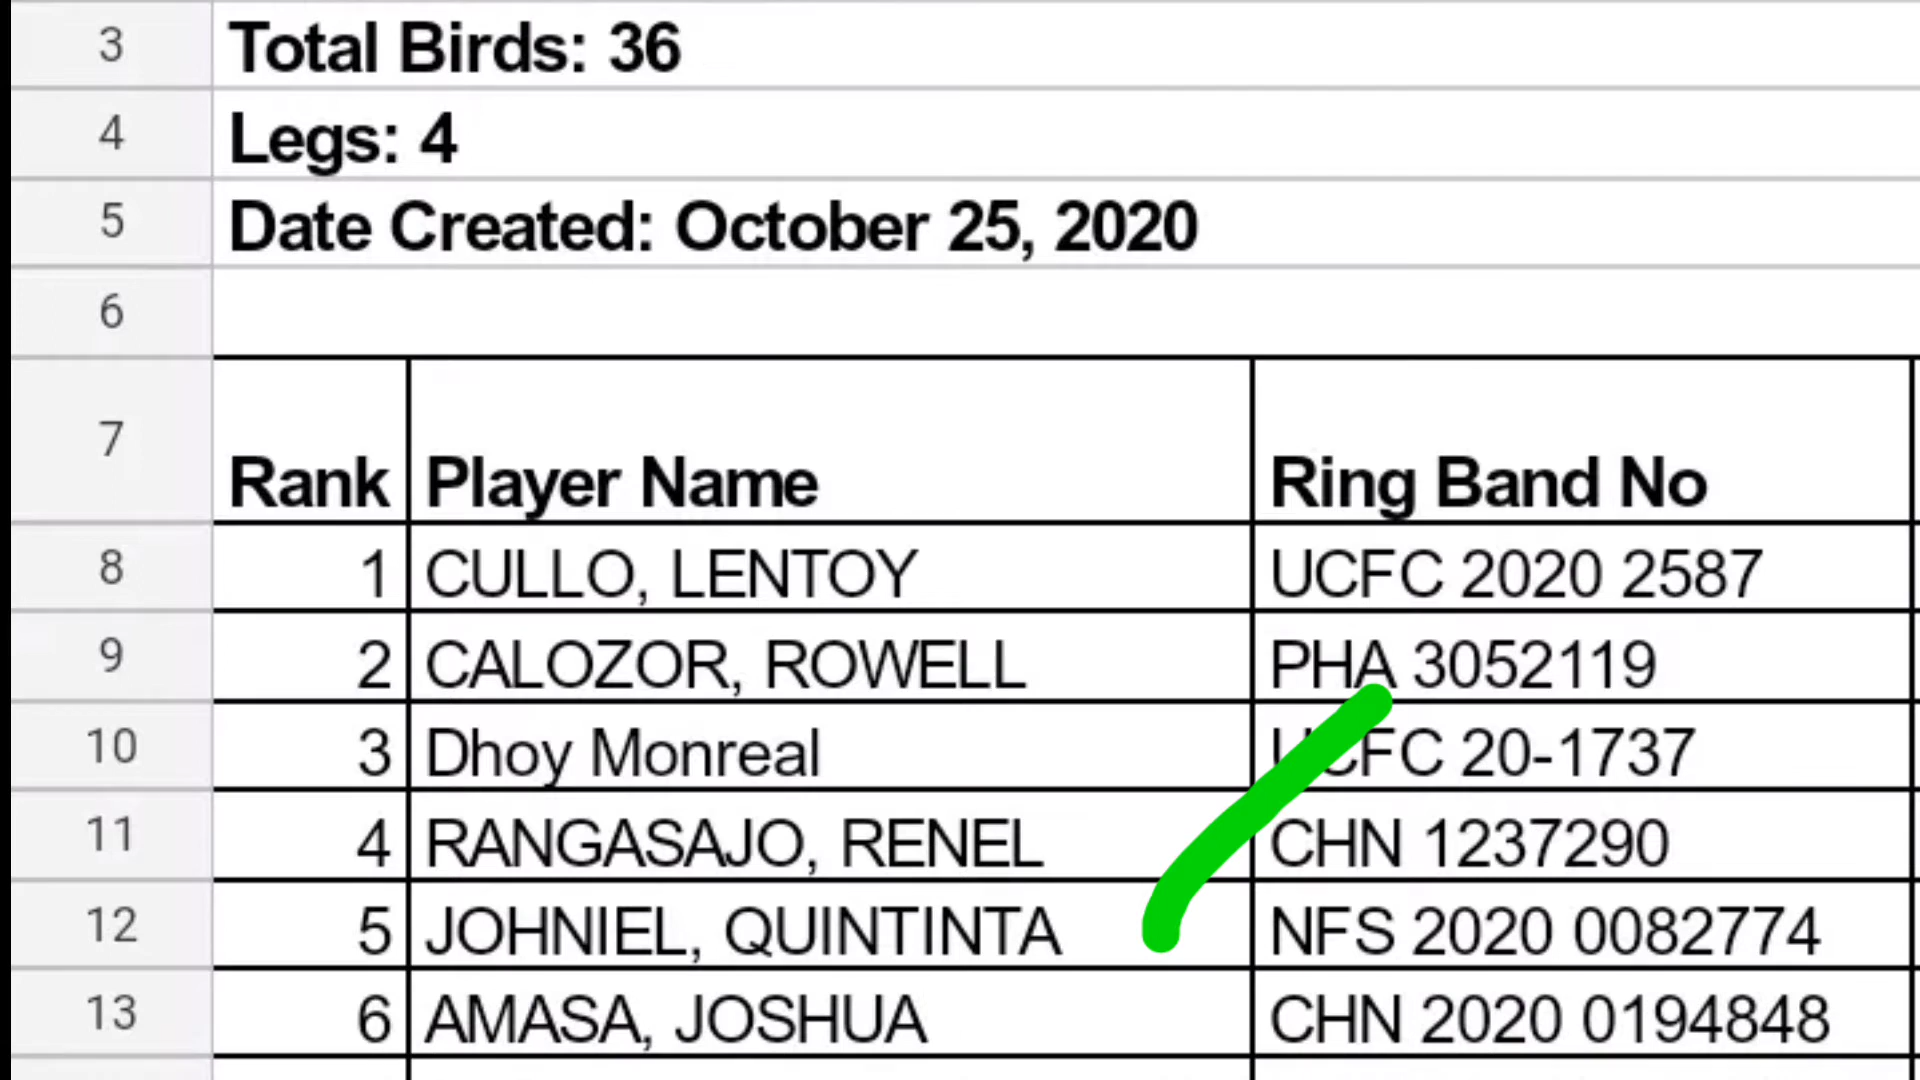 3 Total Birds: 36
4 Legs: 4
5 Date Created: October 25, 2020
6
7 Rank Player Name Ring Band No
8 1 CULLO, LENTOY UCFC 2020 2587
9 2 CALOZOR, ROWELL PHA 3052119
10 3 Dhoy Monreal UCFC 20-1737
11 4 RANGASAJO, RENEL CHN 1237290
12 5 JOHNIEL, QUINTINTA NFS 2020 0082774
13 6 AMASA, JOSHUA CHN 2020 0194848